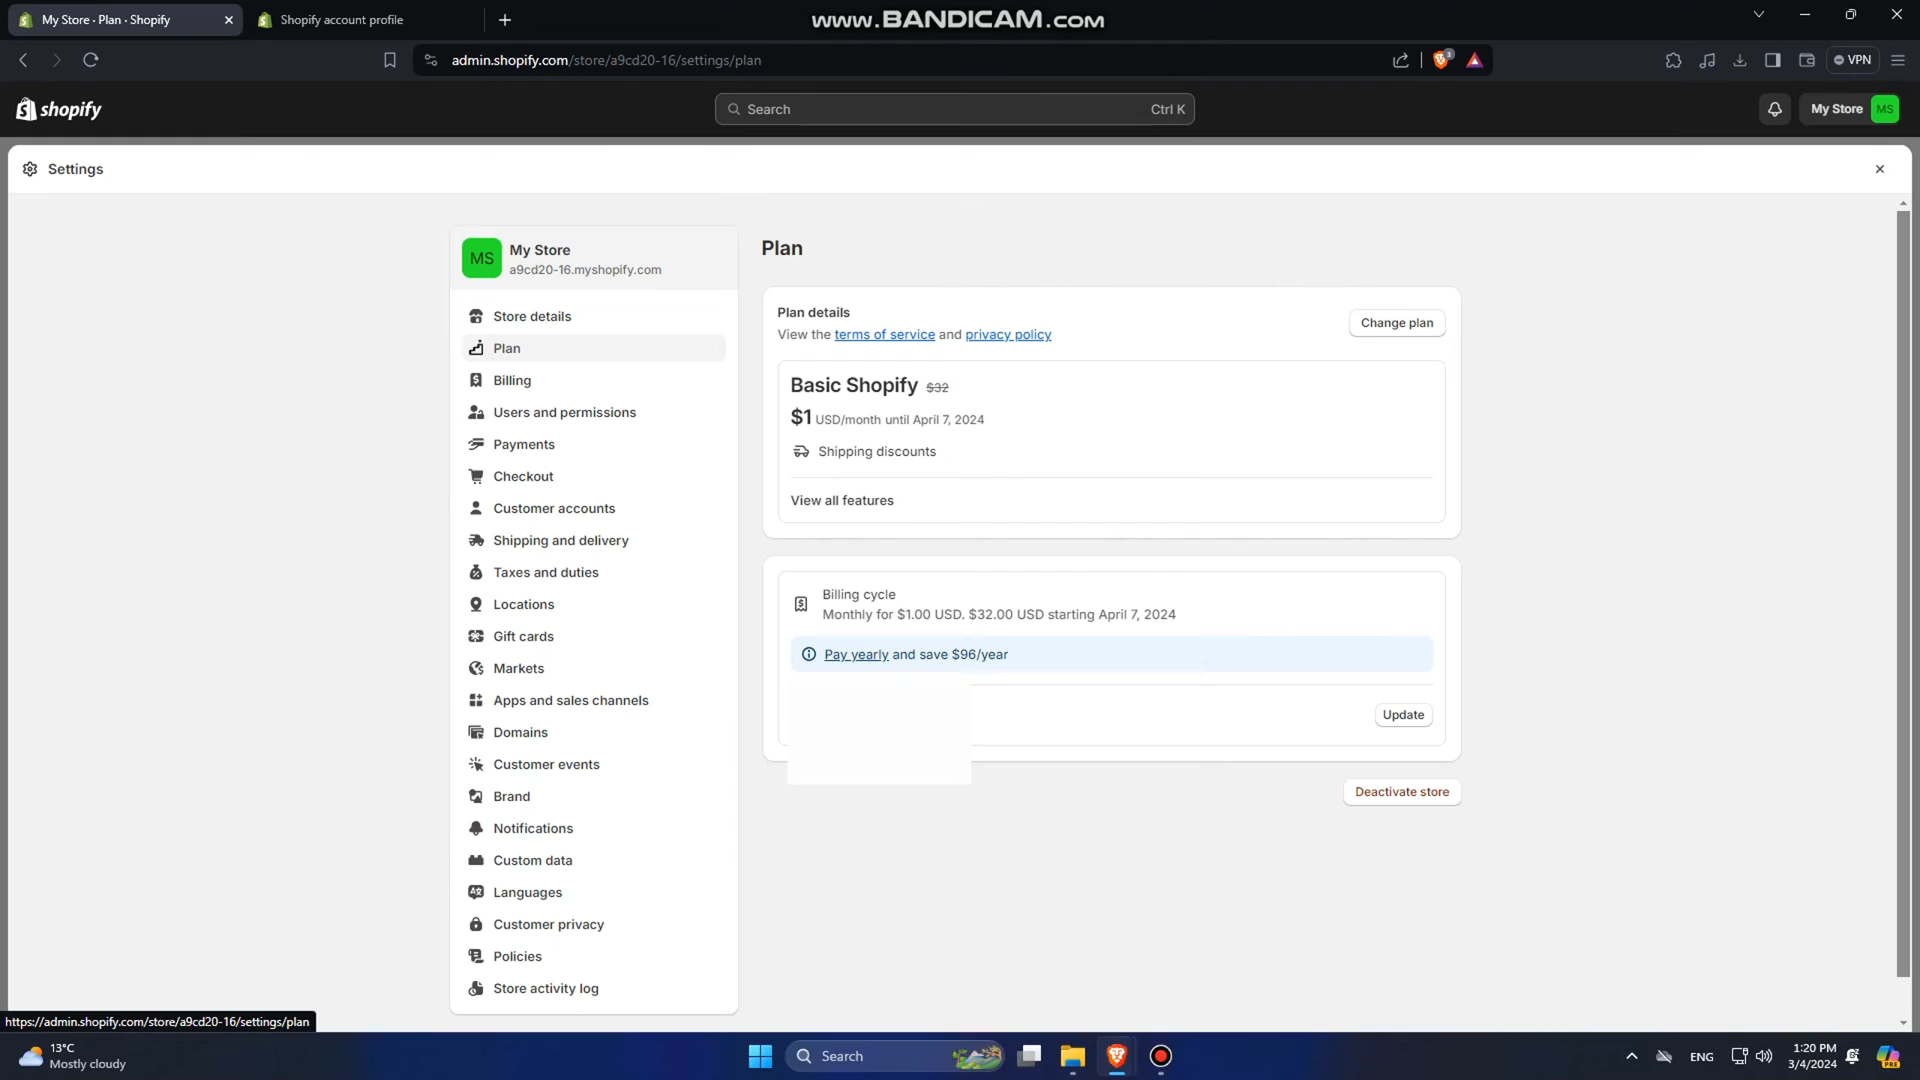 My Store · Plan · Shopify
Shopify account profile
www.BANDICAM.com
admin.shopify.com/store/a9cd20-16/settings/plan
3
VPN
shopify
Search
Ctrl K
My Store
MS
Settings
MS
My Store
a9cd20-16.myshopify.com
Store details
Plan
Billing
Users and permissions
Payments
Checkout
Customer accounts
Shipping and delivery
Taxes and duties
Locations
Gift cards
Markets
Apps and sales channels
Domains
Customer events
Brand
Notifications
Custom data
Languages
Customer privacy
Policies
Store activity log
Plan
Plan details
View the terms of service and privacy policy
Change plan
Basic Shopify $32
$1 USD/month until April 7, 2024
Shipping discounts
View all features
Billing cycle
Monthly for $1.00 USD. $32.00 USD starting April 7, 2024
Pay yearly and save $96/year
Update
Deactivate store
https://admin.shopify.com/store/a9cd20-16/settings/plan
13°C
Mostly cloudy
Search
ENG
1:20 PM
3/4/2024
PRE